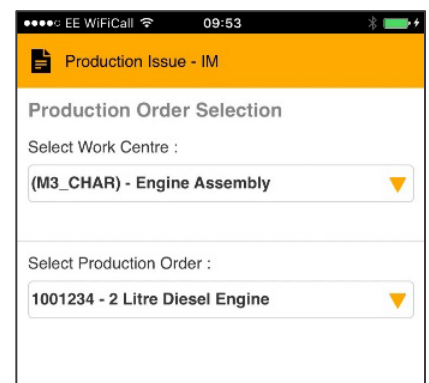 EE WiFiCall 09:53
Production Issue - IM
Production Order Selection
Select Work Centre :
(M3_CHAR) - Engine Assembly
Select Production Order :
1001234 - 2 Litre Diesel Engine